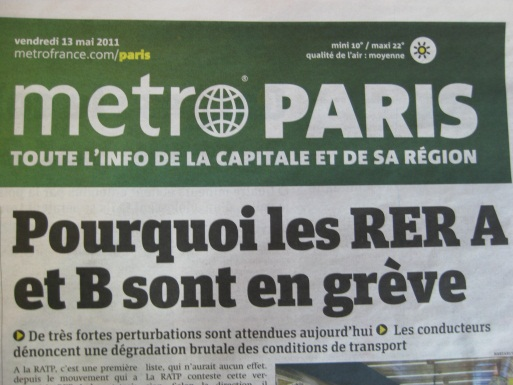 vendredi 13 mai 2011
metrofrance.com/paris
mini 10° / maxi 22°
qualité de l'air : moyenne
metro® PARIS
TOUTE L'INFO DE LA CAPITALE ET DE SA RÉGION
Pourquoi les RER A
et B sont en grève
De très fortes perturbations sont attendues aujourd'hui Les conducteurs
dénoncent une dégradation brutale des conditions de transport
A la RATP, c'est une première
depuis le mouvement qui a
liste, qui n'aurait aucun effet.
La RATP conteste cette ver-